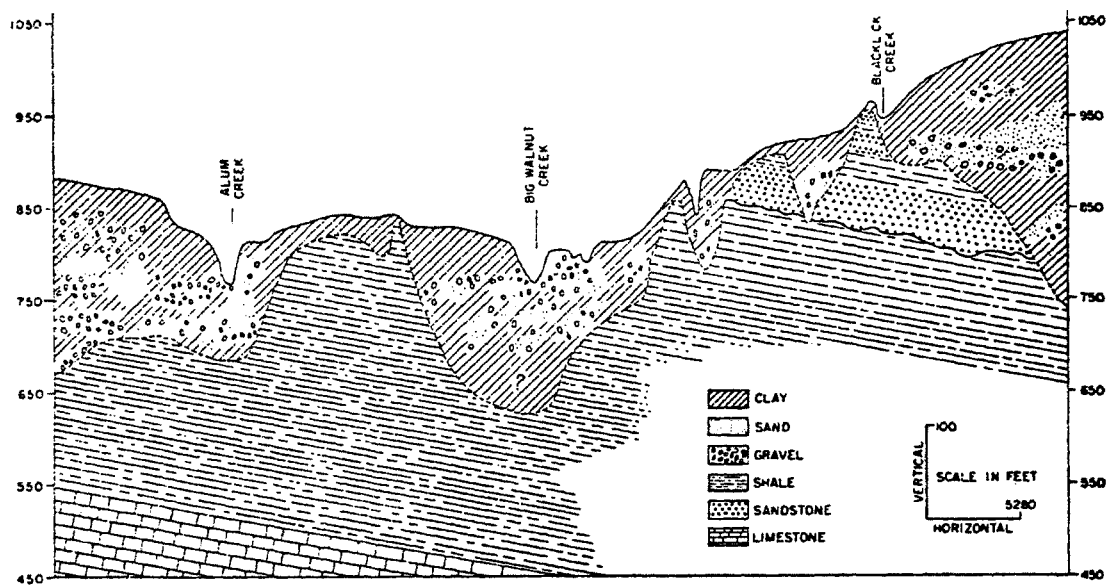 1050
950
850
750
650
550
450
ALUM
CREEK
BIG WALNUT
CREEK
BLACKLICK
CREEK
1050
950
850
750
650
550
450
?
CLAY
SAND
GRAVEL
SHALE
SANDSTONE
LIMESTONE
100
VERTICAL
SCALE IN FEET
5280
HORIZONTAL